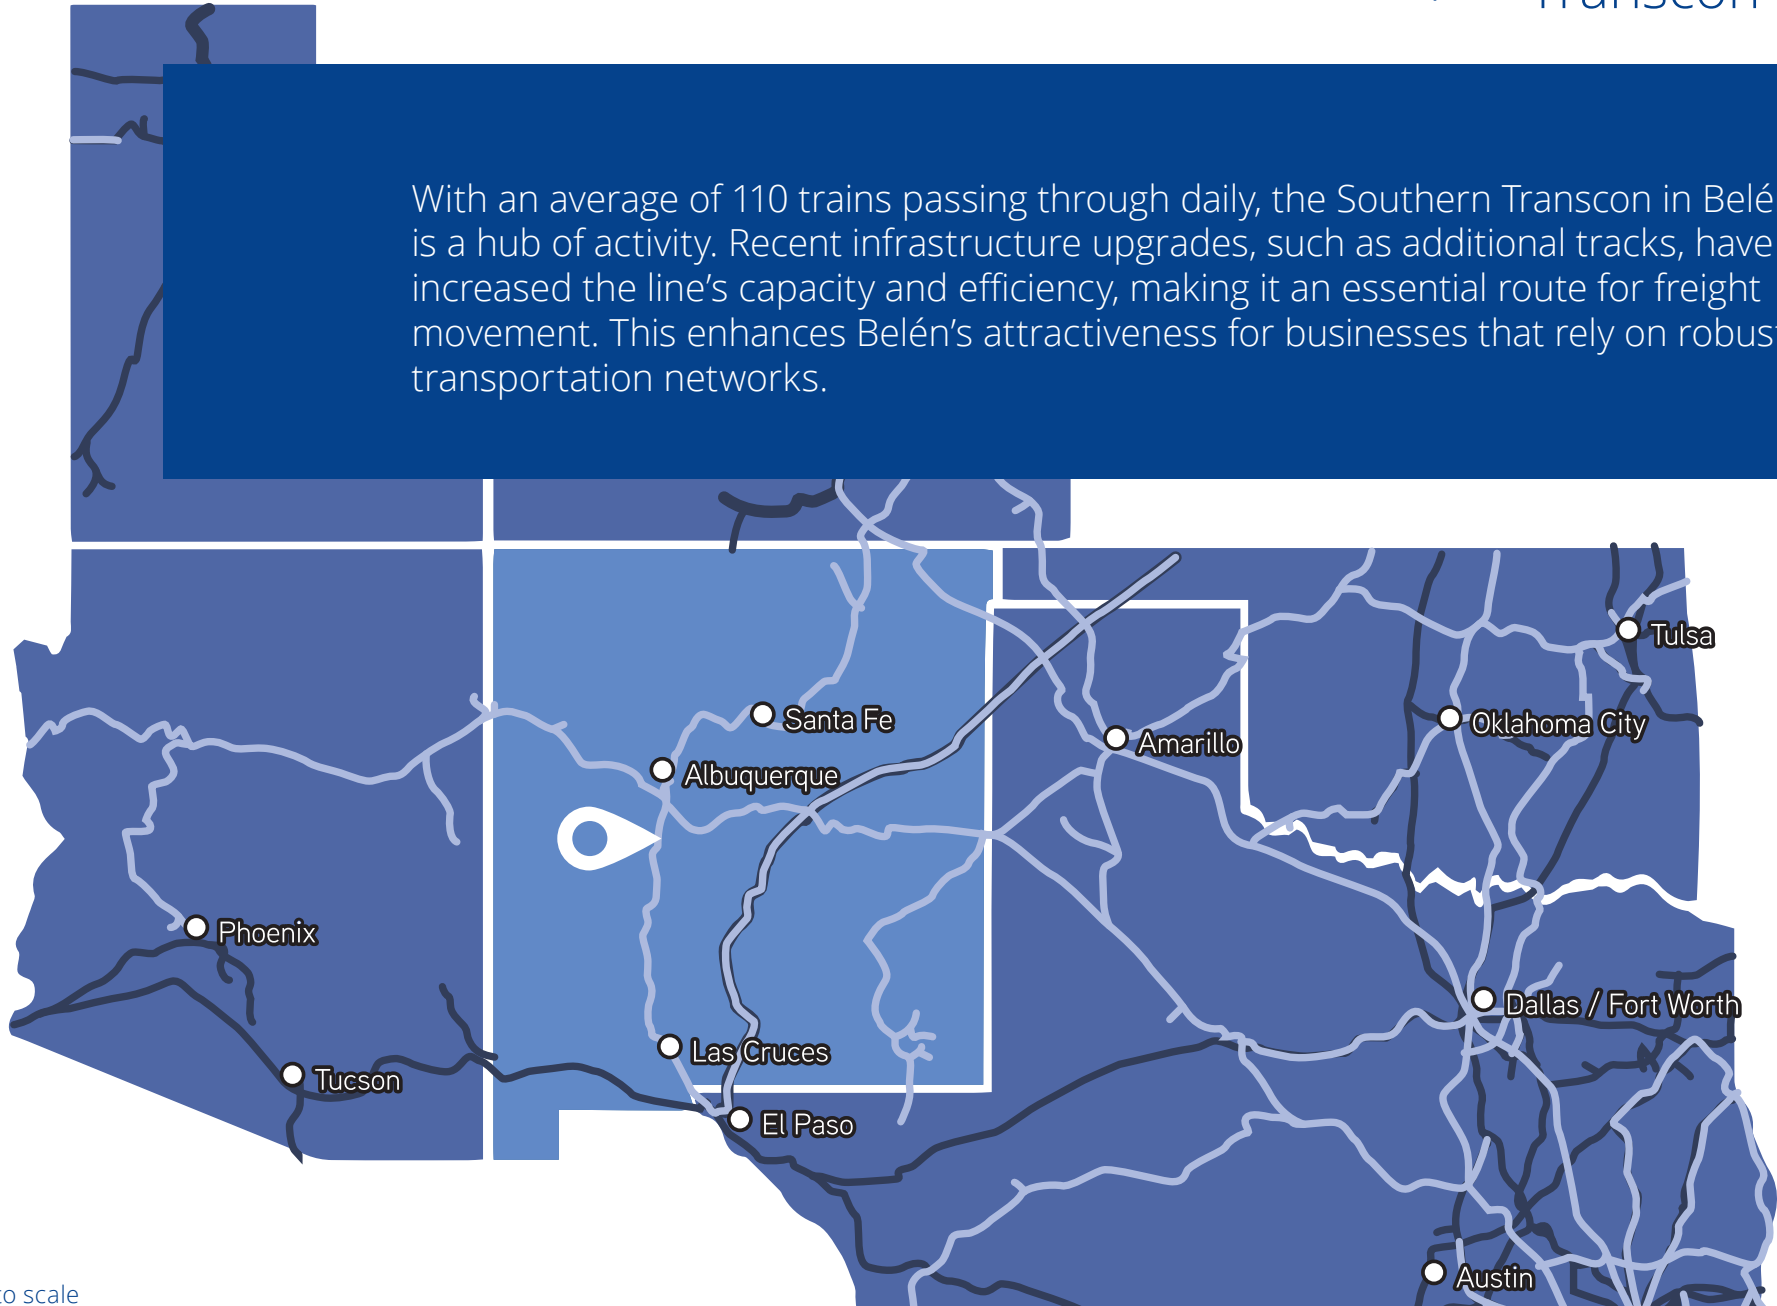 Transcon
With an average of 110 trains passing through daily, the Southern Transcon in Belé
is a hub of activity. Recent infrastructure upgrades, such as additional tracks, have
increased the line’s capacity and efficiency, making it an essential route for freight
movement. This enhances Belén’s attractiveness for businesses that rely on robus
transportation networks.
Tulsa
Santa Fe
Oklahoma City
Amarillo
Albuquerque
Phoenix
Dallas / Fort Worth
Las Cruces
Tucson
El Paso
Austin
to scale